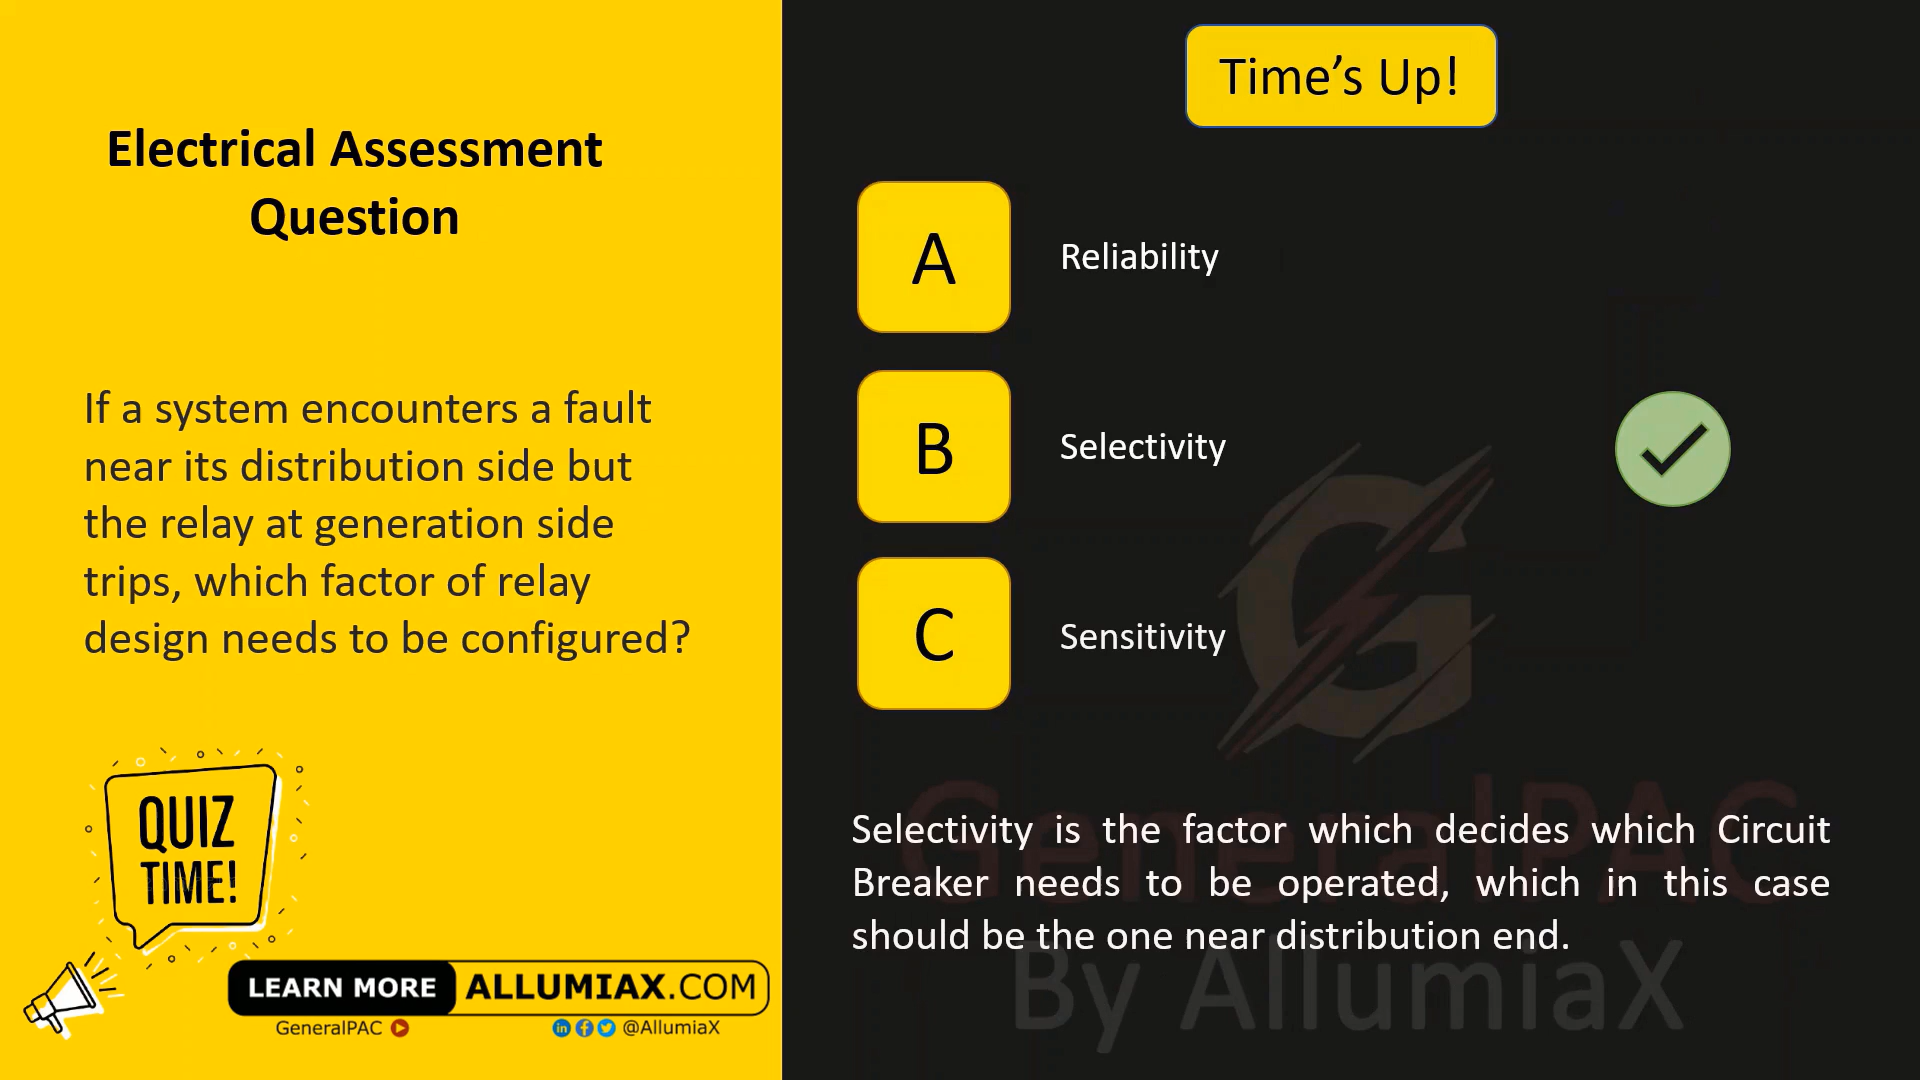 Electrical Assessment
Question
If a system encounters a fault
near its distribution side but
the relay at generation side
trips, which factor of relay
design needs to be configured?
QUIZ
TIME!
LEARN MORE ALLUMIAX.COM
GeneralPAC @AllumiaX
Time’s Up!
A Reliability
B Selectivity
C Sensitivity
G
GeneralPAC
Selectivity is the factor which decides which Circuit
Breaker needs to be operated, which in this case
should be the one near distribution end.
By AllumiaX